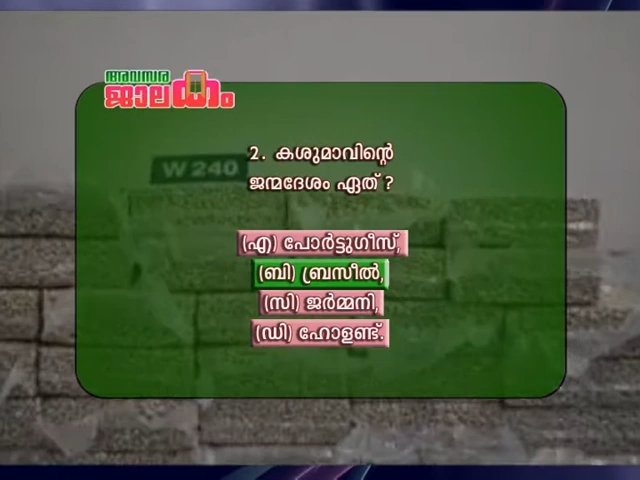 അവസര
ജാലകം
W 240
2. കശുമാവിന്റെ
ജന്മദേശം ഏത് ?
(എ) പോർട്ടുഗീസ്,
(ബി) ബ്രസീൽ,
(സി) ജർമ്മനി,
(ഡി) ഹോളണ്ട്.